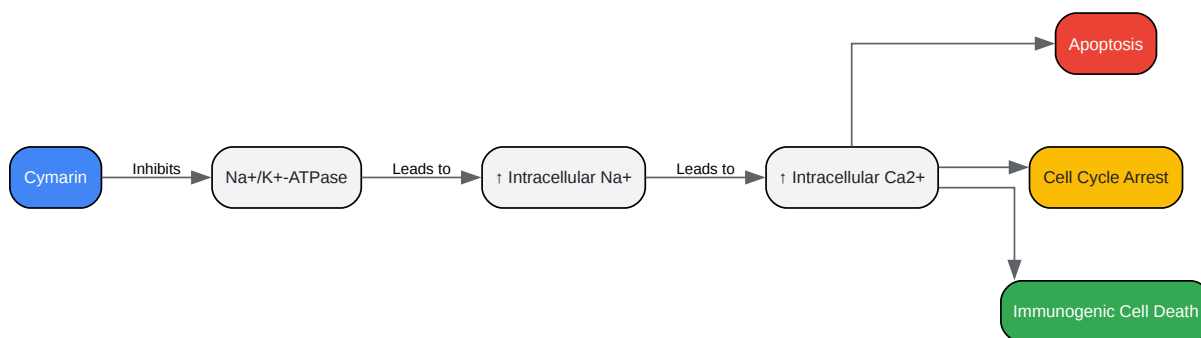 Apoptosis
Cymarin
Inhibits
Na+/K+-ATPase
Leads to
↑ Intracellular Na+
Leads to
↑ Intracellular Ca2+
Cell Cycle Arrest
Immunogenic Cell Death